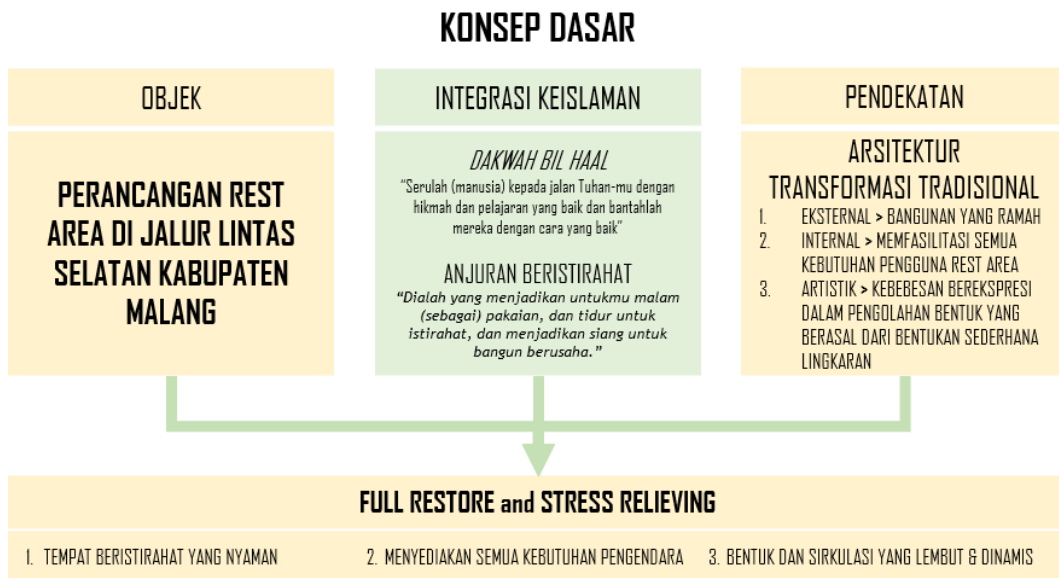 KONSEP DASAR
OBJEK
PERANCANGAN REST
AREA DI JALUR LINTAS
SELATAN KABUPATEN
MALANG
INTEGRASI KEISLAMAN
DAKWAH BIL HAAL
“Serulah (manusia) kepada jalan Tuhan-mu dengan
hikmah dan pelajaran yang baik dan bantahlah
mereka dengan cara yang baik”
ANJURAN BERISTIRAHAT
“Dialah yang menjadikan untukmu malam
(sebagai) pakaian, dan tidur untuk
istirahat, dan menjadikan siang untuk
bangun berusaha.”
PENDEKATAN
ARSITEKTUR
TRANSFORMASI TRADISIONAL
1. EKSTERNAL > BANGUNAN YANG RAMAH
2. INTERNAL > MEMFASILITASI SEMUA
KEBUTUHAN PENGGUNA REST AREA
3. ARTISTIK > KEBEBESAN BEREKSPRESI
DALAM PENGOLAHAN BENTUK YANG
BERASAL DARI BENTUKAN SEDERHANA
LINGKARAN
FULL RESTORE and STRESS RELIEVING
1. TEMPAT BERISTIRAHAT YANG NYAMAN
2. MENYEDIAKAN SEMUA KEBUTUHAN PENGENDARA
3. BENTUK DAN SIRKULASI YANG LEMBUT & DINAMIS